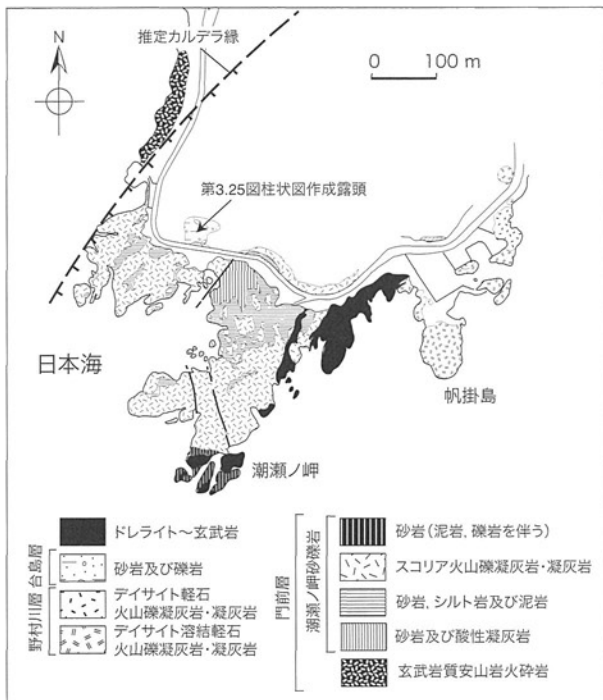 推定カルデラ縁
N
0 100 m
第3.25図柱状図作成露頭
日本海
帆掛島
潮瀬ノ岬
ドレライト〜玄武岩
台島層
砂岩及び礫岩
野村川層
デイサイト軽石
火山礫凝灰岩・凝灰岩
デイサイト溶結軽石
火山礫凝灰岩・凝灰岩
門前層
潮瀬ノ岬砂礫岩
砂岩（泥岩，礫岩を伴う）
スコリア火山礫凝灰岩・凝灰岩
砂岩，シルト岩及び泥岩
砂岩及び酸性凝灰岩
玄武岩質安山岩火砕岩